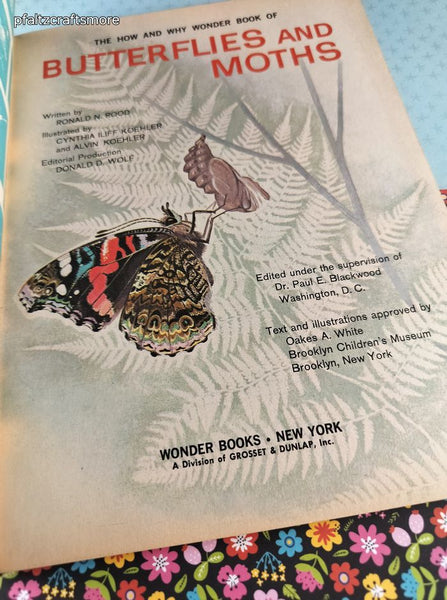 pfaltzcraftsmore
THE HOW AND WHY WONDER BOOK OF
BUTTERFLIES AND
MOTHS
Written by
RONALD N. ROOD
Illustrated by
CYNTHIA ILIFF KOEHLER
and ALVIN KOEHLER
Editorial Production
DONALD D. WOLF
Edited under the supervision of
Dr. Paul E. Blackwood
Washington, D. C.
Text and illustrations approved by
Oakes A. White
Brooklyn Children's Museum
Brooklyn, New York
WONDER BOOKS • NEW YORK
A Division of GROSSET & DUNLAP, Inc.